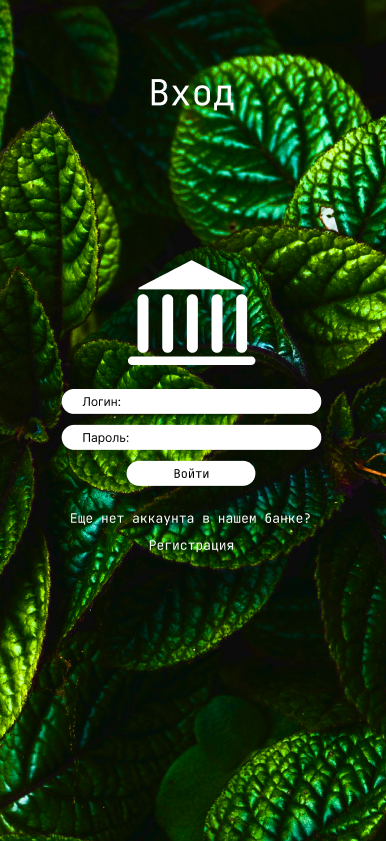 Вход
Логин:
Пароль:
Войти
Еще нет аккаунта в нашем банке?
Регистрация